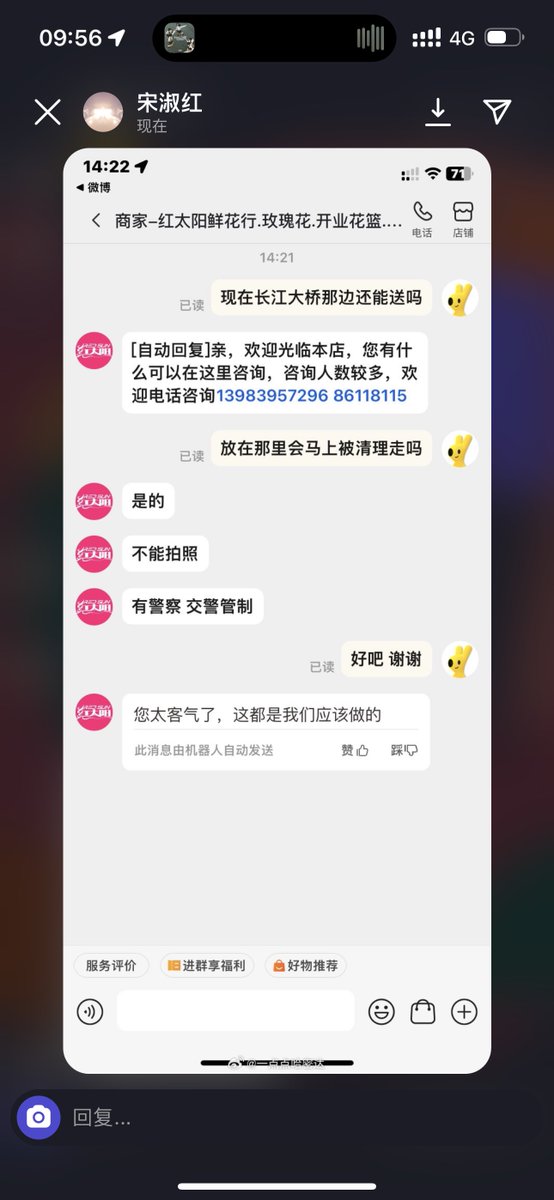 09:56
4G
宋淑红
现在
14:22
71
微博
商家-红太阳鲜花行.玫瑰花.开业花篮....
电话
店铺
14:21
已读
现在长江大桥那边还能送吗
[自动回复]亲，欢迎光临本店，您有什
么可以在这里咨询，咨询人数较多，欢
迎电话咨询13983957296 86118115
已读
放在那里会马上被清理走吗
是的
不能拍照
有警察 交警管制
已读
好吧 谢谢
您太客气了，这都是我们应该做的
此消息由机器人自动发送
赞
踩
服务评价
进群享福利
好物推荐
回复...